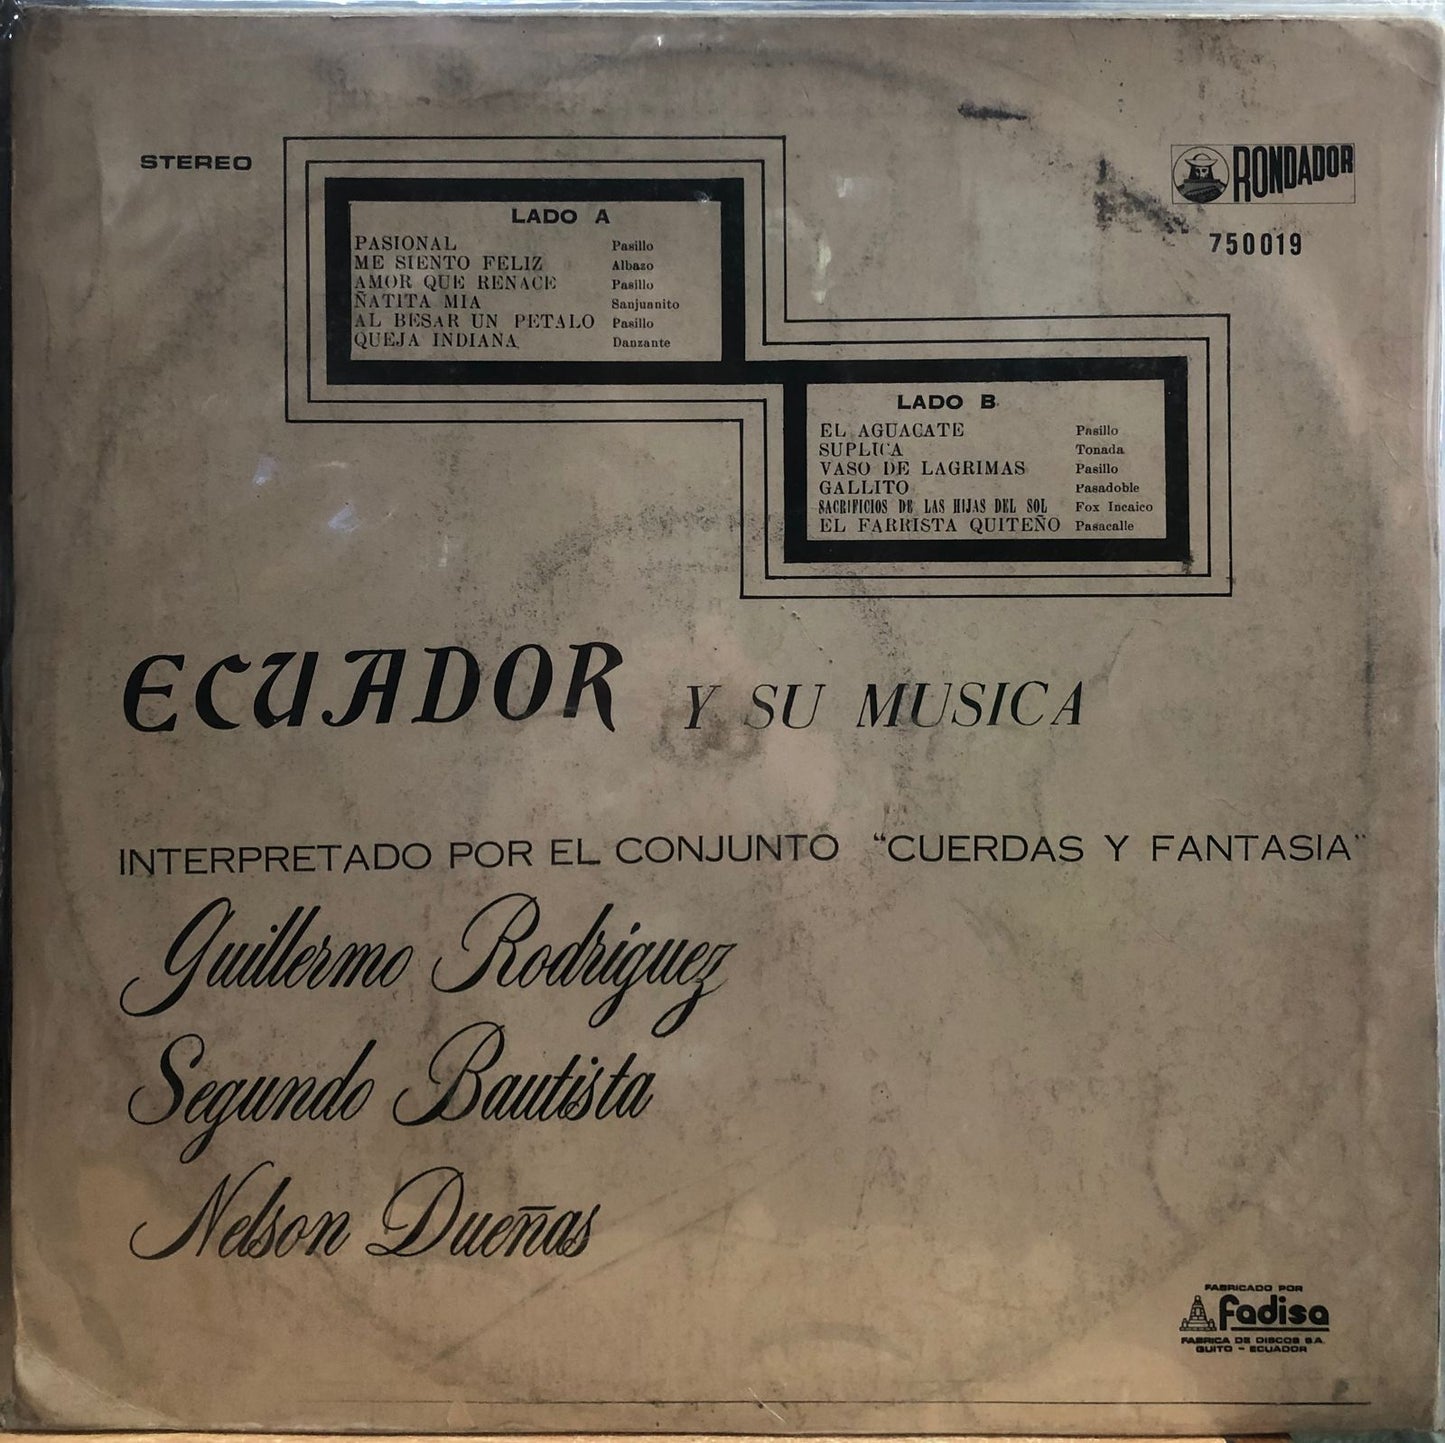 STEREO
RONDADOR
750019
LADO A
PASIONAL Pasillo
ME SIENTO FELIZ Albazo
AMOR QUE RENACE Pasillo
ÑATITA MIA Sanjuanito
AL BESAR UN PETALO Pasillo
QUEJA INDIANA Danzante
LADO B
EL AGUACATE Pasillo
SUPLICA Tonada
VASO DE LAGRIMAS Pasillo
GALLITO Pasadoble
SACRIFICIOS DE LAS HIJAS DEL SOL Fox Incaico
EL FARRISTA QUITEÑO Pasacalle
ECUADOR Y SU MUSICA
INTERPRETADO POR EL CONJUNTO "CUERDAS Y FANTASIA"
Guillermo Rodriguez
Segundo Bautista
Nelson Dueñas
FABRICADO POR
fadisa
FABRICA DE DISCOS S.A.
QUITO - ECUADOR